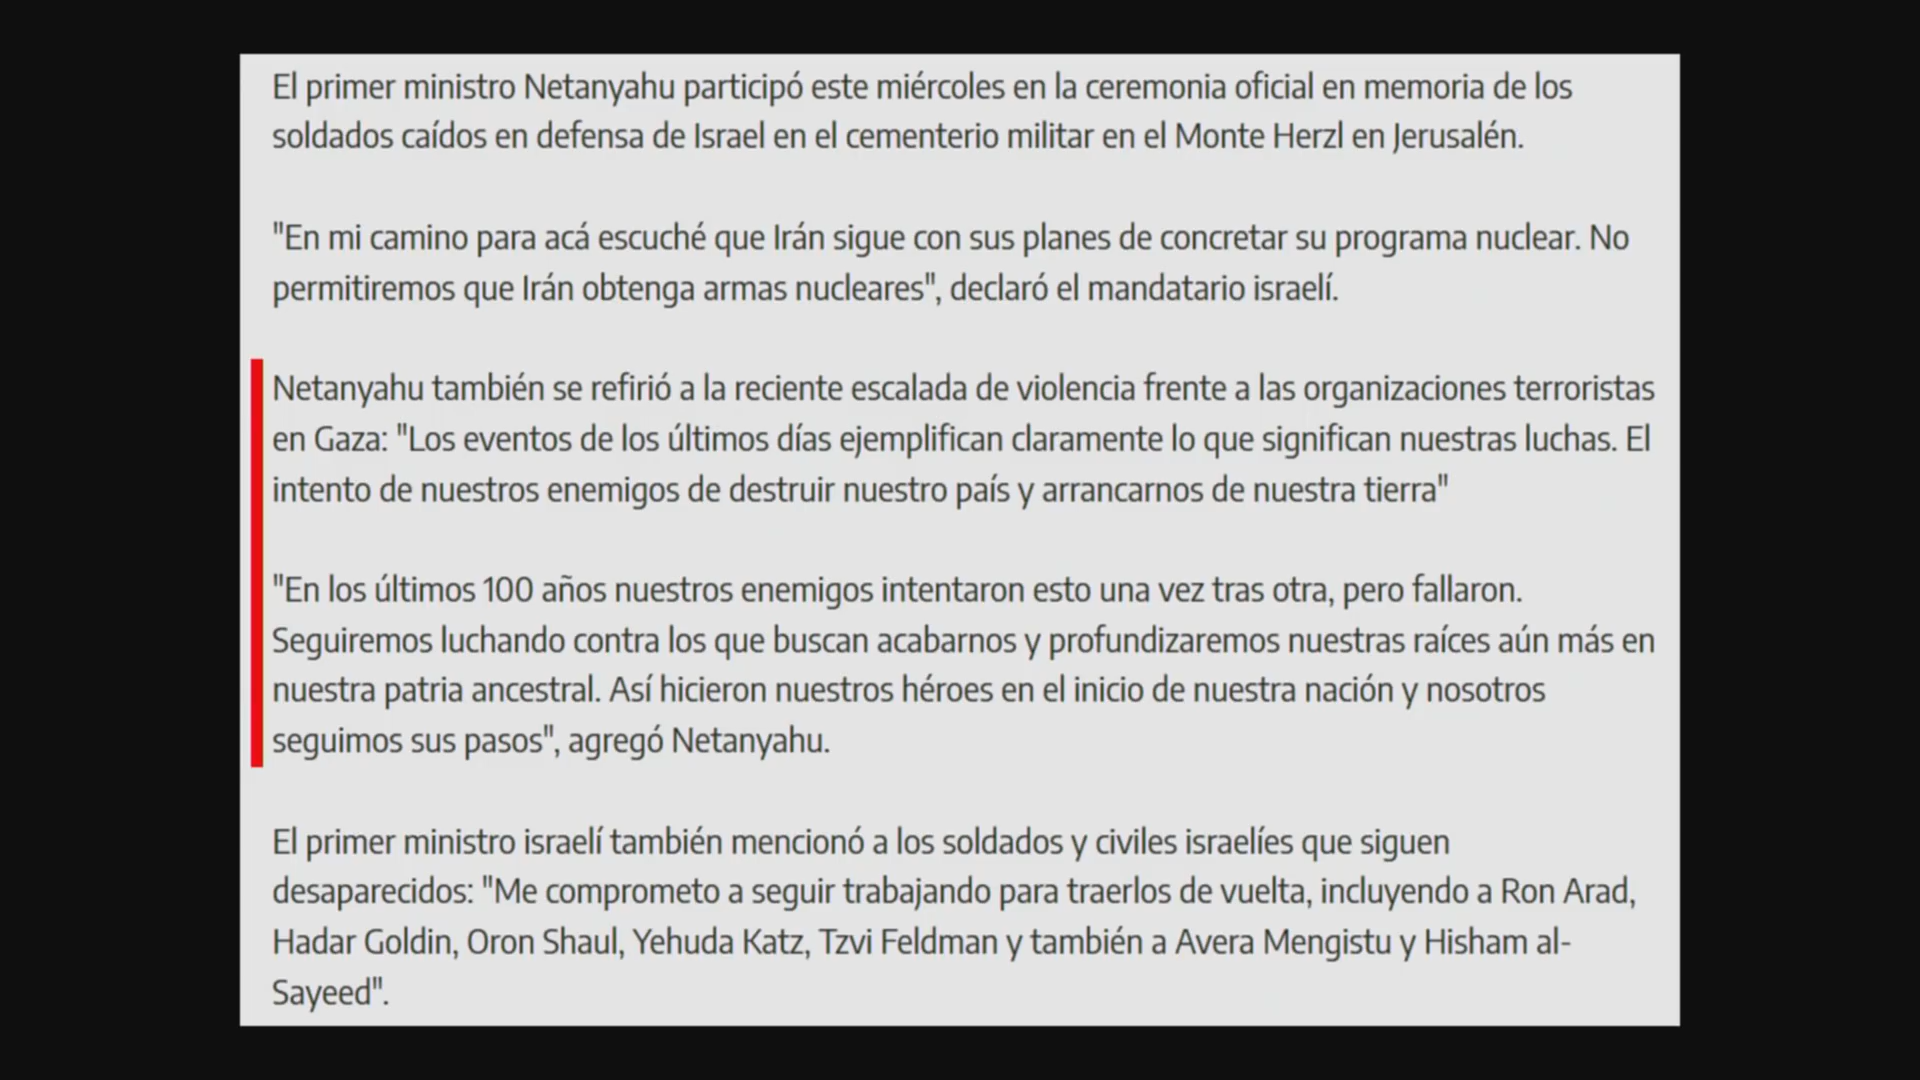 El primer ministro Netanyahu participó este miércoles en la ceremonia oficial en memoria de los
soldados caídos en defensa de Israel en el cementerio militar en el Monte Herzl en Jerusalén.
"En mi camino para acá escuché que Irán sigue con sus planes de concretar su programa nuclear. No
permitiremos que Irán obtenga armas nucleares", declaró el mandatario israelí.
Netanyahu también se refirió a la reciente escalada de violencia frente a las organizaciones terroristas
en Gaza: "Los eventos de los últimos días ejemplifican claramente lo que significan nuestras luchas. El
intento de nuestros enemigos de destruir nuestro país y arrancarnos de nuestra tierra"
"En los últimos 100 años nuestros enemigos intentaron esto una vez tras otra, pero fallaron.
Seguiremos luchando contra los que buscan acabarnos y profundizaremos nuestras raíces aún más en
nuestra patria ancestral. Así hicieron nuestros héroes en el inicio de nuestra nación y nosotros
seguimos sus pasos", agregó Netanyahu.
El primer ministro israelí también mencionó a los soldados y civiles israelíes que siguen
desaparecidos: "Me comprometo a seguir trabajando para traerlos de vuelta, incluyendo a Ron Arad,
Hadar Goldin, Oron Shaul, Yehuda Katz, Tzvi Feldman y también a Avera Mengistu y Hisham al-
Sayeed".